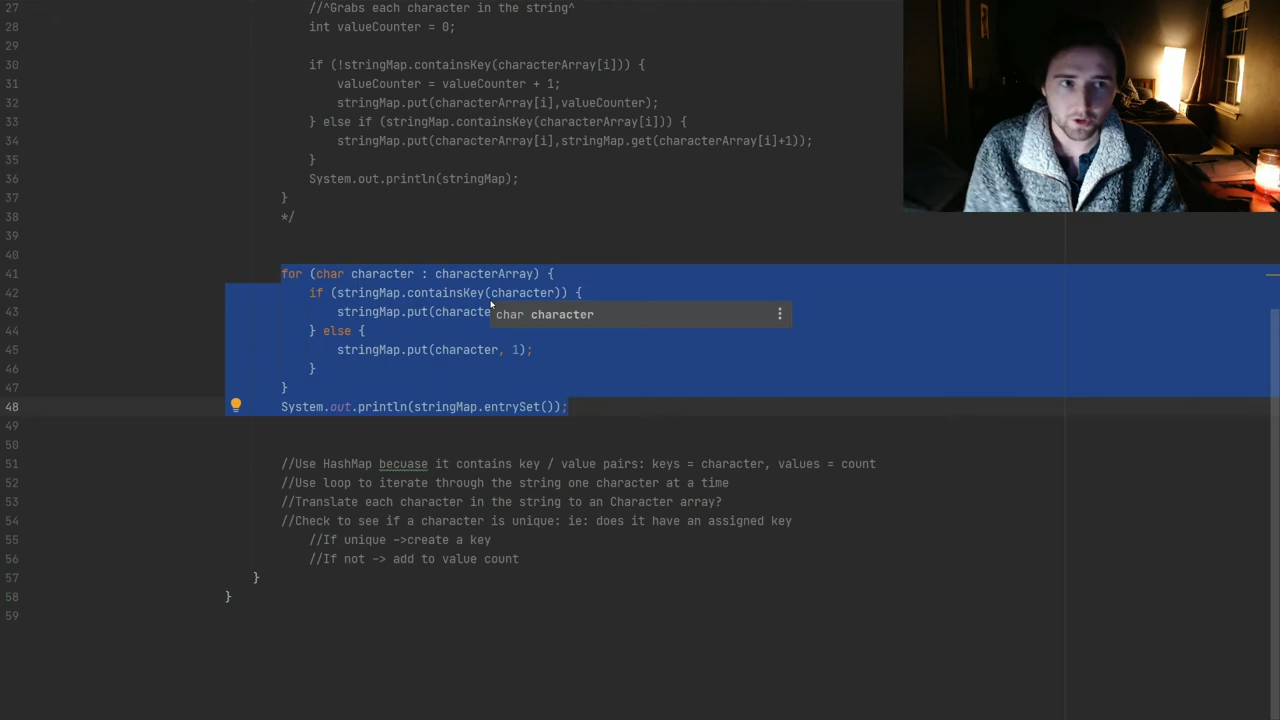 27 //^Grabs each character in the string^
28 int valueCounter = 0;
29
30 if (!stringMap.containsKey(characterArray[i])) {
31 valueCounter = valueCounter + 1;
32 stringMap.put(characterArray[i],valueCounter);
33 } else if (stringMap.containsKey(characterArray[i])) {
34 stringMap.put(characterArray[i],stringMap.get(characterArray[i]+1));
35 }
36 System.out.println(stringMap);
37 }
38 */
39
40
41 for (char character : characterArray) {
42 if (stringMap.containsKey(character)) {
43 stringMap.put(characte
char character
44 } else {
45 stringMap.put(character, 1);
46 }
47 }
48 System.out.println(stringMap.entrySet());
49
50
51 //Use HashMap becuase it contains key / value pairs: keys = character, values = count
52 //Use loop to iterate through the string one character at a time
53 //Translate each character in the string to an Character array?
54 //Check to see if a character is unique: ie: does it have an assigned key
55 //If unique ->create a key
56 //If not -> add to value count
57 }
58 }
59